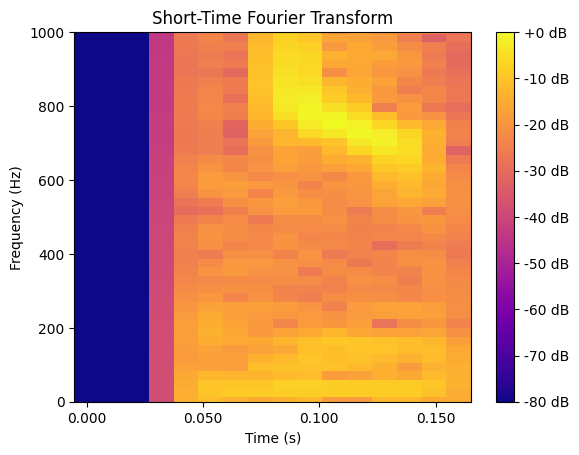 Short-Time Fourier Transform
Frequency (Hz)
1000
800
600
400
200
0
0.000
0.050
0.100
0.150
Time (s)
+0 dB
-10 dB
-20 dB
-30 dB
-40 dB
-50 dB
-60 dB
-70 dB
-80 dB